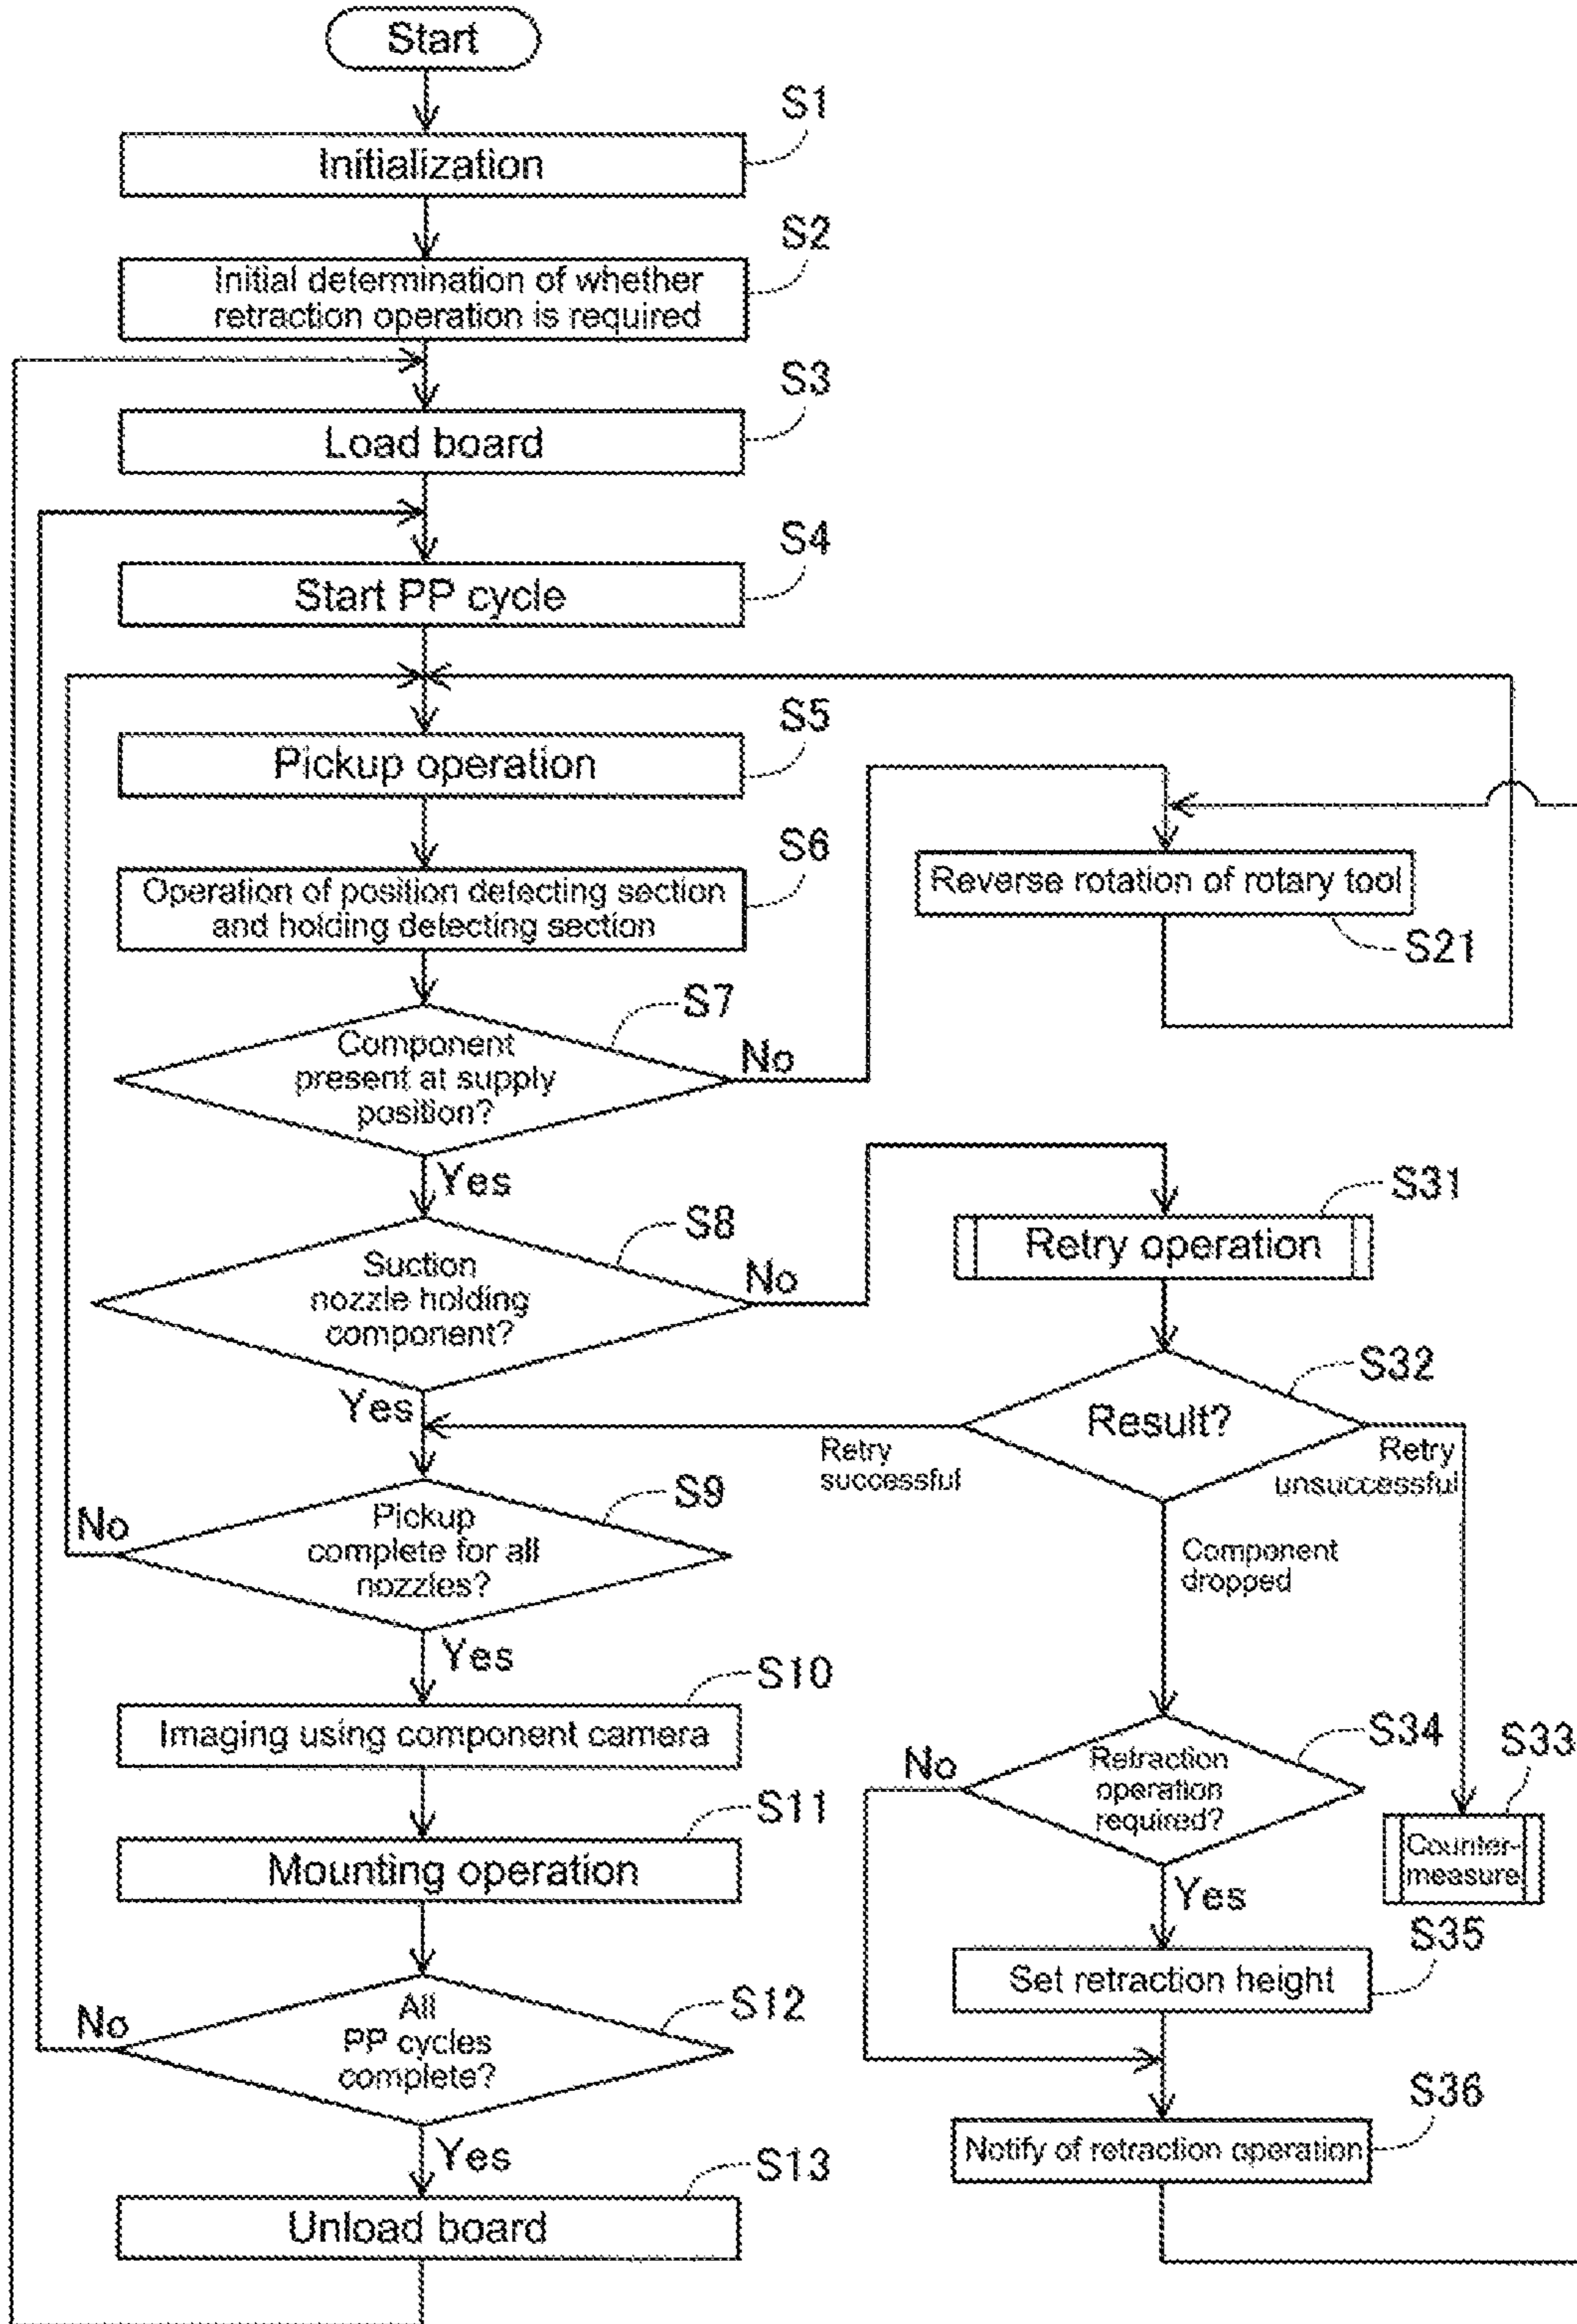 Start
S1
Initialization
S2
Initial determination of whether
retraction operation is required
S3
Load board
S4
Start PP cycle
S5
Pickup operation
S6
Operation of position detecting section
and holding detecting section
Reverse rotation of rotary tool
S21
S7
Component
present at supply
position?
No
Yes
S8
Suction
nozzle holding
component?
No
Yes
S31
Retry operation
S32
Result?
Retry
successful
Retry
unsuccessful
Component
dropped
S9
Pickup
complete for all
nozzles?
No
Yes
S10
Imaging using component camera
S11
Mounting operation
S34
Retraction
operation
required?
No
Yes
S33
Counter-
measure
S35
Set retraction height
S12
All
PP cycles
complete?
No
Yes
S36
Notify of retraction operation
S13
Unload board